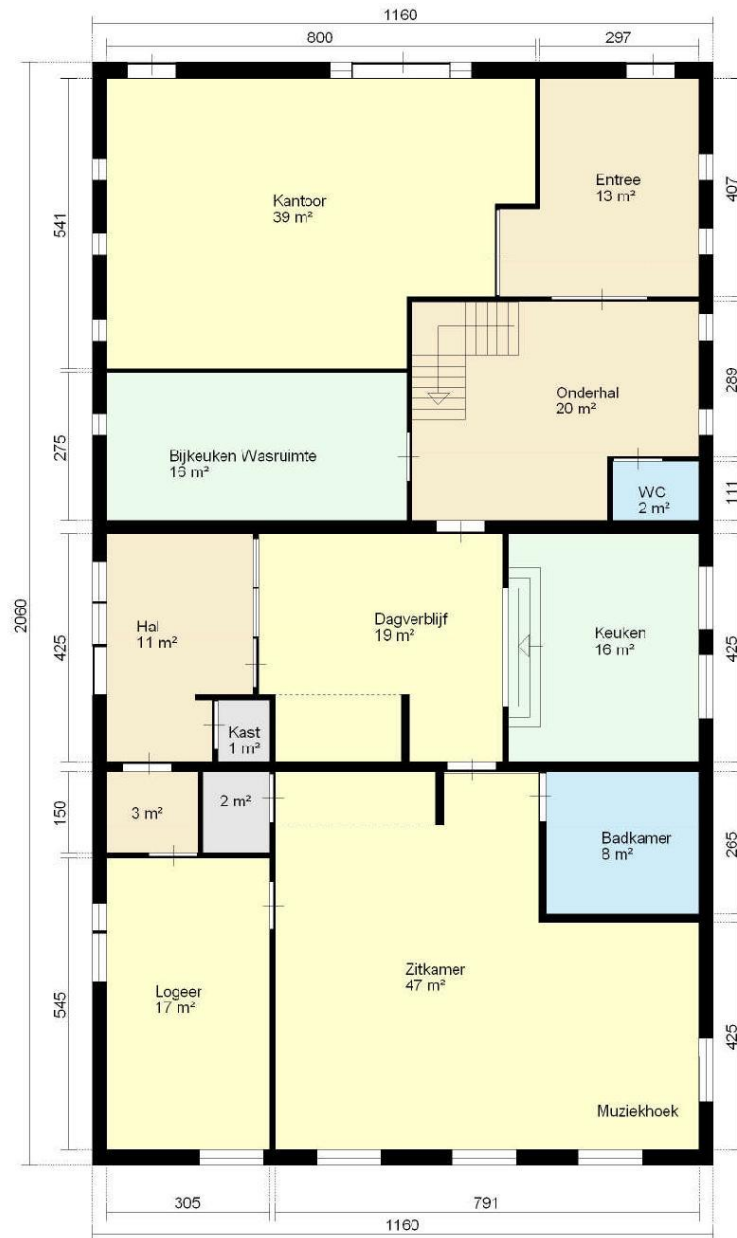 1160
800
297
Kantoor
39 m²
Entree
13 m²
541
407
Onderhal
20 m²
289
Bijkeuken Wasruimte
16 m²
275
WC
2 m²
111
2060
Hal
11 m²
Dagverblijf
19 m²
Keuken
16 m²
425
425
Kast
1 m²
3 m²
2 m²
150
Badkamer
8 m²
265
Zitkamer
47 m²
Logeer
17 m²
545
425
Muziekhoek
305
791
1160